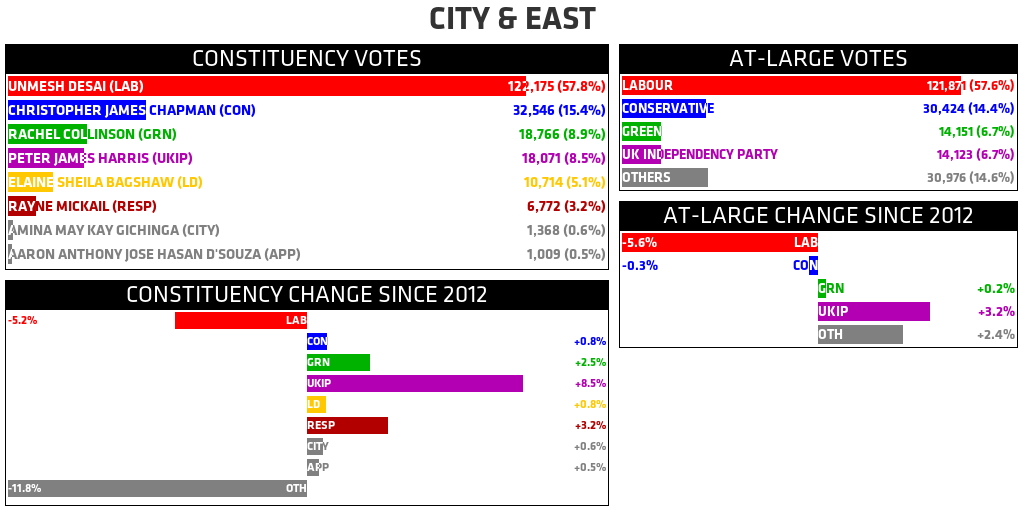 CITY & EAST
CONSTITUENCY VOTES
UNMESH DESAI (LAB) 122,175 (57.8%)
CHRISTOPHER JAMES CHAPMAN (CON) 32,546 (15.4%)
RACHEL COLLINSON (GRN) 18,766 (8.9%)
PETER JAMES HARRIS (UKIP) 18,071 (8.5%)
ELAINE SHEILA BAGSHAW (LD) 10,714 (5.1%)
RAYNE MICKAIL (RESP) 6,772 (3.2%)
AMINA MAY KAY GICHINGA (CITY) 1,368 (0.6%)
AARON ANTHONY JOSE HASAN D'SOUZA (APP) 1,009 (0.5%)
CONSTITUENCY CHANGE SINCE 2012
-5.2% LAB
CON +0.8%
GRN +2.5%
UKIP +8.5%
LD +0.8%
RESP +3.2%
CITY +0.6%
APP +0.5%
-11.8% OTH
AT-LARGE VOTES
LABOUR 121,871 (57.6%)
CONSERVATIVE 30,424 (14.4%)
GREEN 14,151 (6.7%)
UK INDEPENDENCY PARTY 14,123 (6.7%)
OTHERS 30,976 (14.6%)
AT-LARGE CHANGE SINCE 2012
-5.6% LAB
-0.3% CON
GRN +0.2%
UKIP +3.2%
OTH +2.4%